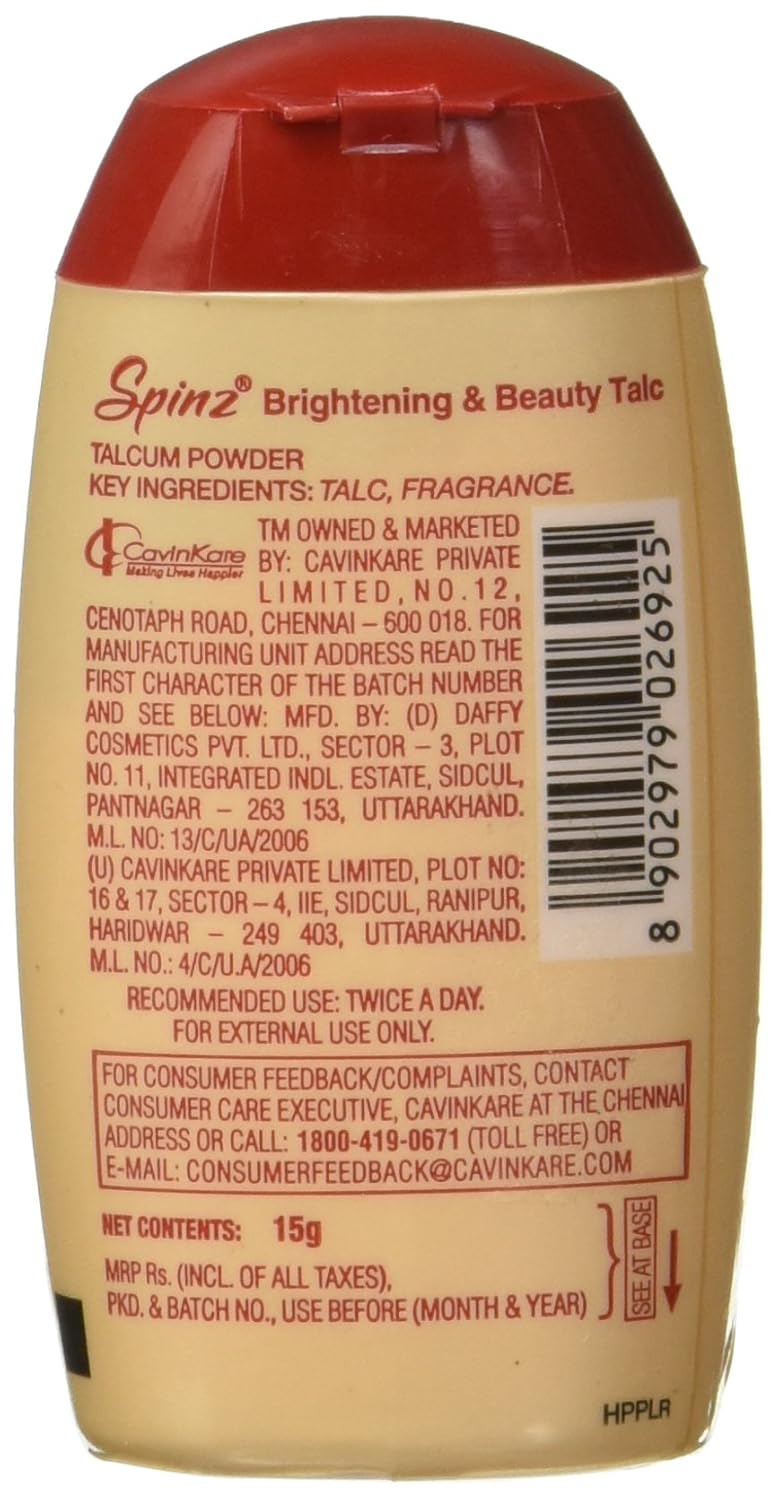 Spinz® Brightening & Beauty Talc
TALCUM POWDER
KEY INGREDIENTS: TALC, FRAGRANCE.
CavinKare
Making Lives Happier
TM OWNED & MARKETED
BY: CAVINKARE PRIVATE
LIMITED, NO.12,
CENOTAPH ROAD, CHENNAI – 600 018. FOR
MANUFACTURING UNIT ADDRESS READ THE
FIRST CHARACTER OF THE BATCH NUMBER
AND SEE BELOW: MFD. BY: (D) DAFFY
COSMETICS PVT. LTD., SECTOR – 3, PLOT
NO. 11, INTEGRATED INDL. ESTATE, SIDCUL,
PANTNAGAR – 263 153, UTTARAKHAND.
M.L. NO: 13/C/UA/2006
(U) CAVINKARE PRIVATE LIMITED, PLOT NO:
16 & 17, SECTOR – 4, IIE, SIDCUL, RANIPUR,
HARIDWAR – 249 403, UTTARAKHAND.
M.L. NO.: 4/C/U.A/2006
RECOMMENDED USE: TWICE A DAY.
FOR EXTERNAL USE ONLY.
8 902979 026925
FOR CONSUMER FEEDBACK/COMPLAINTS, CONTACT
CONSUMER CARE EXECUTIVE, CAVINKARE AT THE CHENNAI
ADDRESS OR CALL: 1800-419-0671 (TOLL FREE) OR
E-MAIL: CONSUMERFEEDBACK@CAVINKARE.COM
NET CONTENTS: 15g
MRP Rs. (INCL. OF ALL TAXES),
PKD. & BATCH NO., USE BEFORE (MONTH & YEAR)
SEE AT BASE
HPPLR